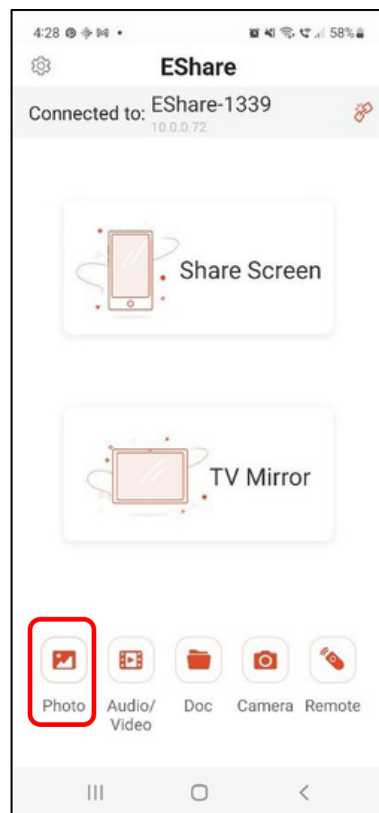 4:28
58%
EShare
Connected to: EShare-1339
10.0.0.72
Share Screen
TV Mirror
Photo
Audio/
Video
Doc
Camera
Remote